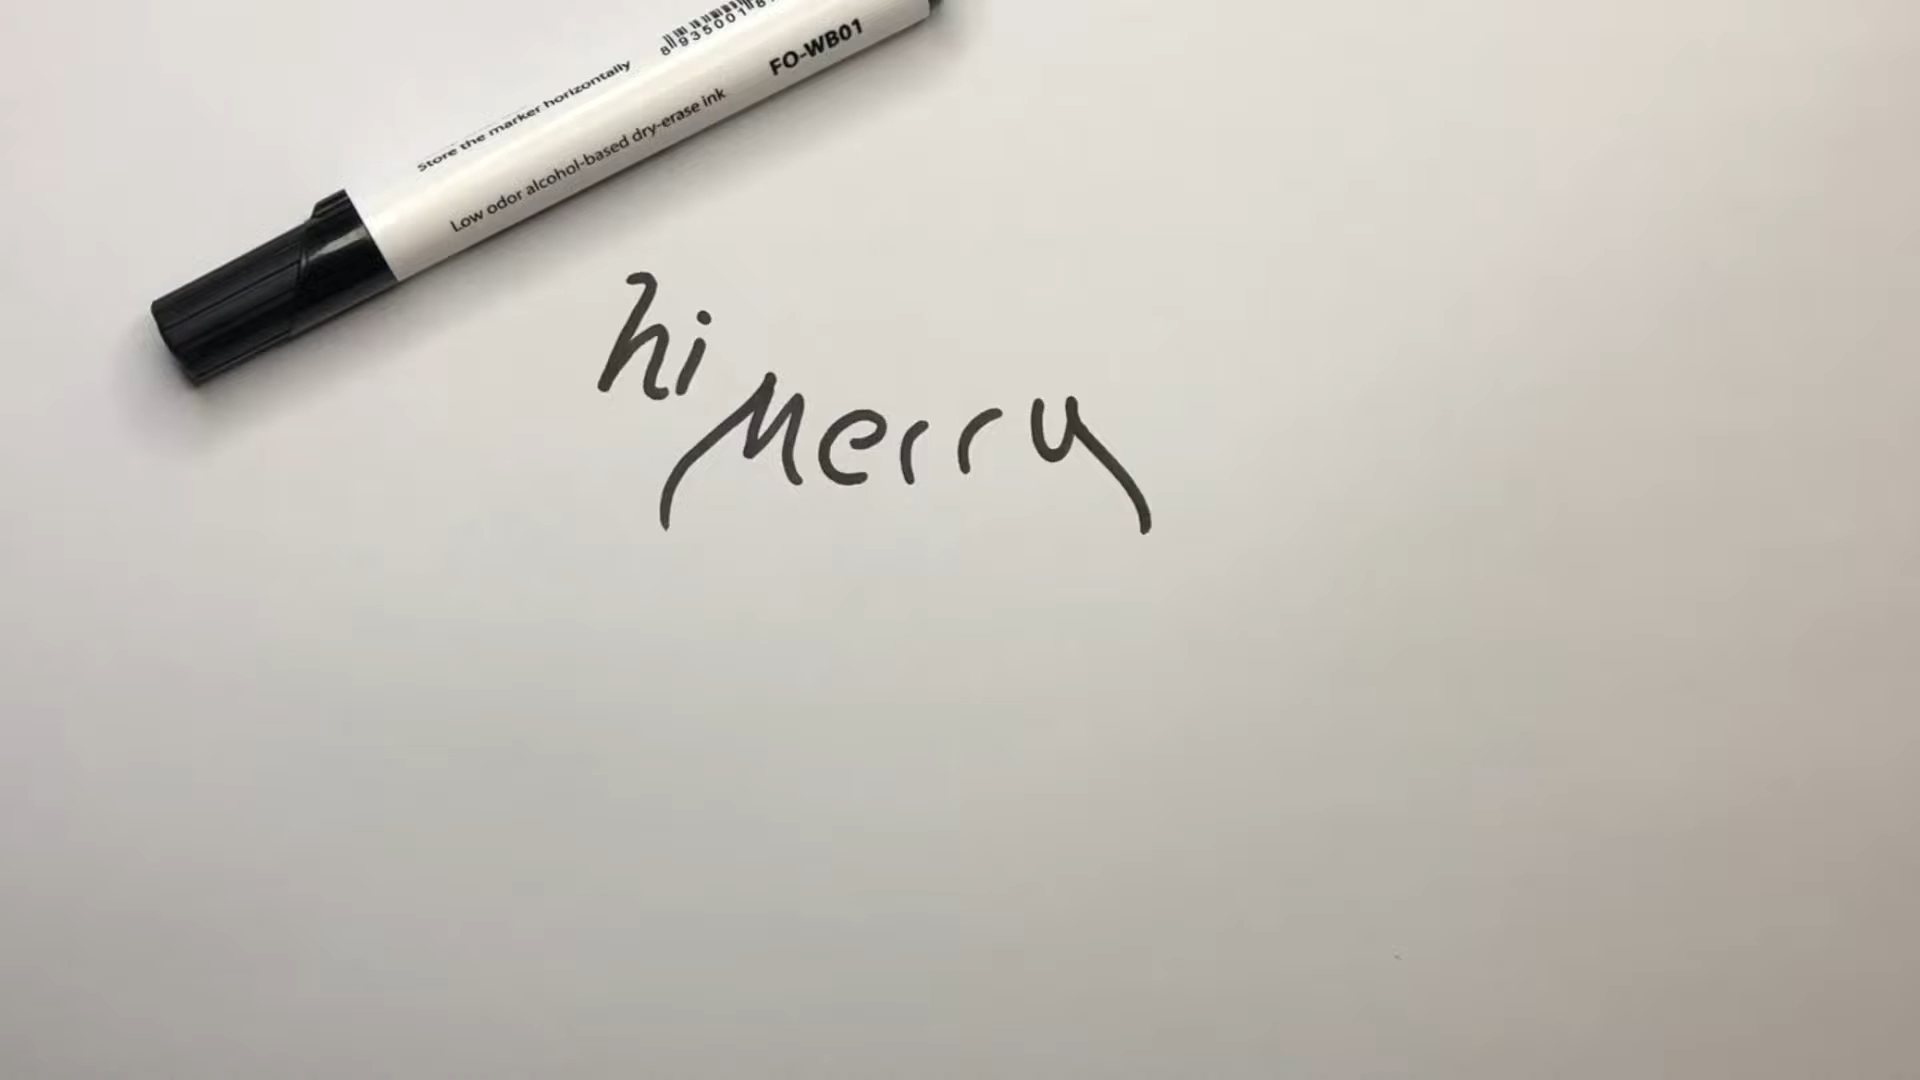 Store the marker horizontally
Low odor alcohol-based dry-erase ink
FO-WB01
hi
Merry